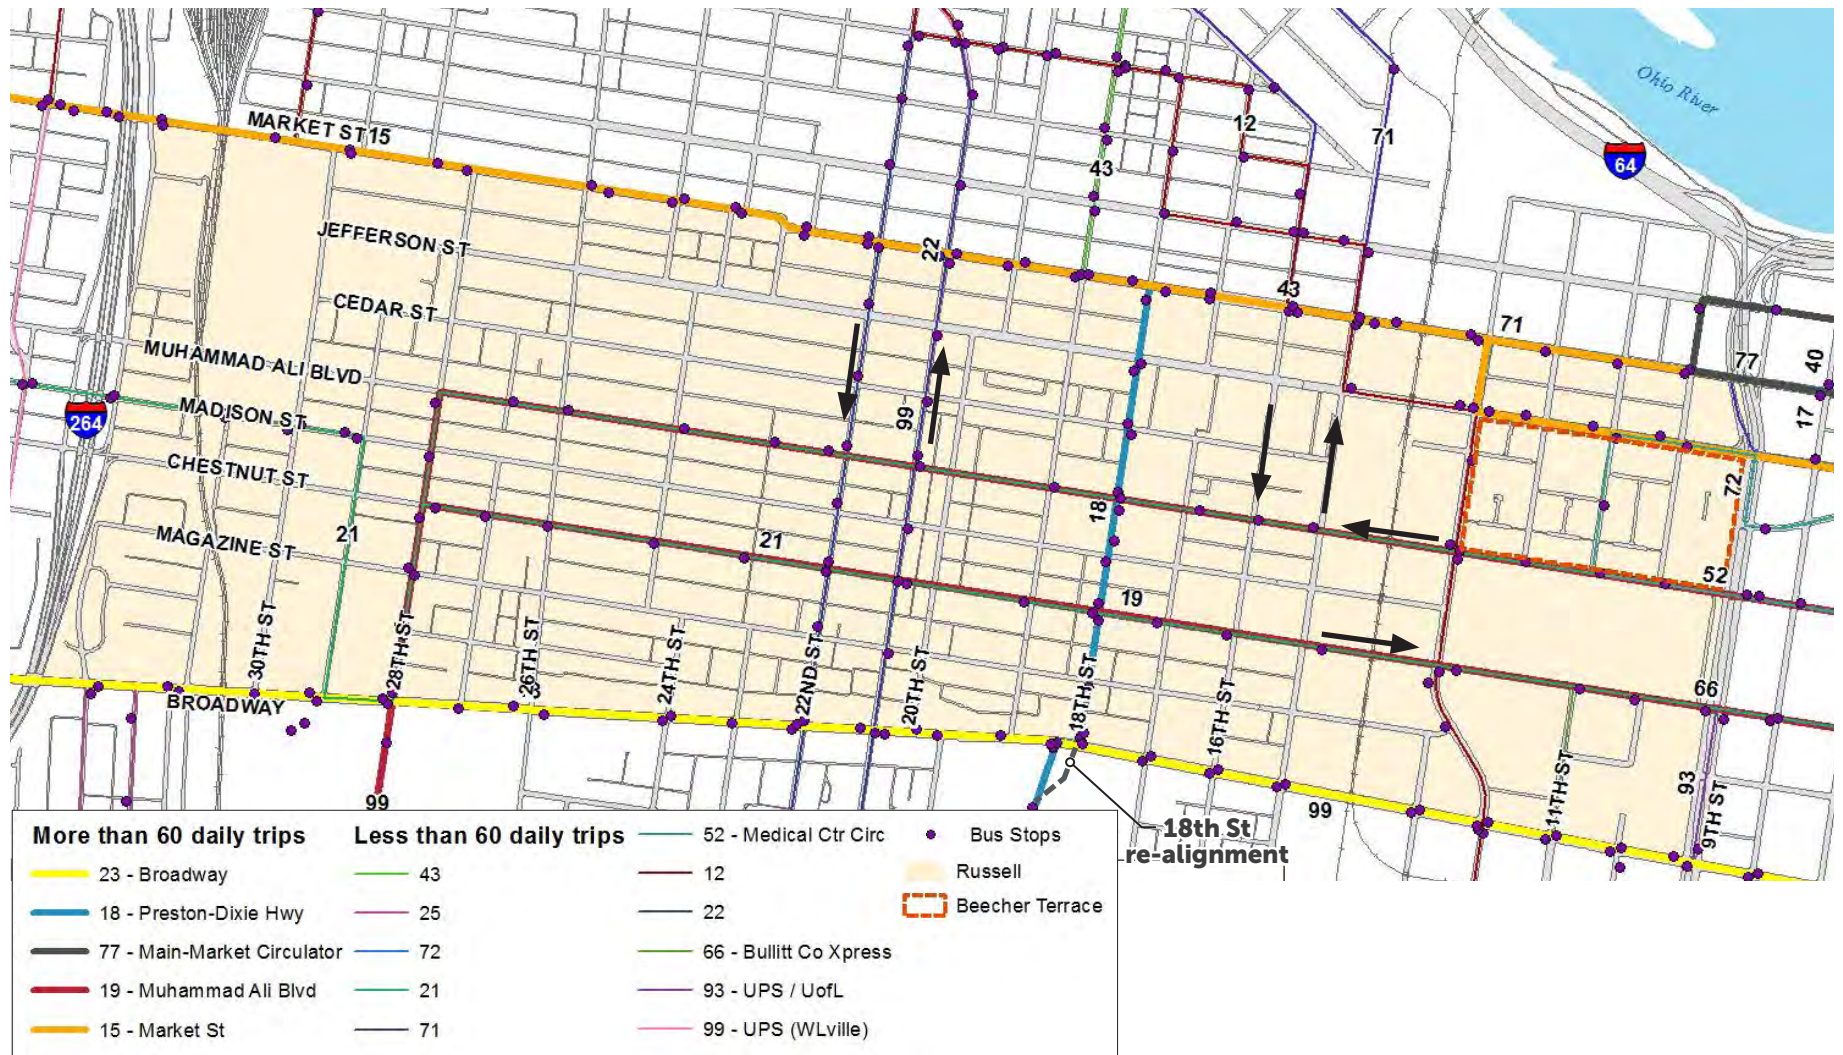 Ohio River
64
MARKET ST
15
12
71
43
JEFFERSON ST
22
43
71
CEDAR ST
77
40
MUHAMMAD ALI BLVD
MADISON ST
264
99
17
CHESTNUT ST
72
18
MAGAZINE ST
21
21
52
19
30TH ST
28TH ST
26TH ST
24TH ST
22ND ST
20TH ST
18TH ST
16TH ST
66
BROADWAY
93
11TH ST
9TH ST
99
99
18th St
re-alignment
More than 60 daily trips
23 - Broadway
18 - Preston-Dixie Hwy
77 - Main-Market Circulator
19 - Muhammad Ali Blvd
15 - Market St
Less than 60 daily trips
43
25
72
21
71
52 - Medical Ctr Circ
12
22
66 - Bullitt Co Xpress
93 - UPS / UofL
99 - UPS (WLville)
Bus Stops
Russell
Beecher Terrace